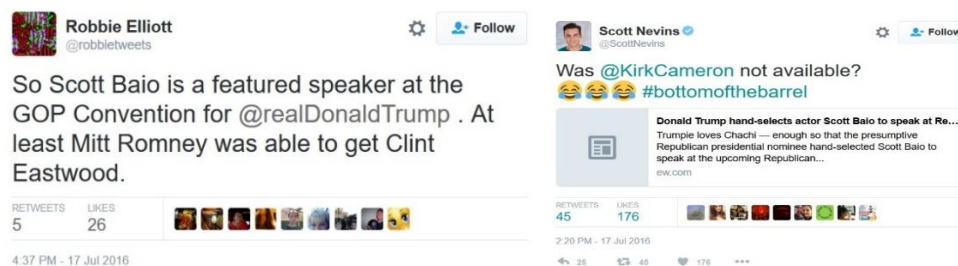 Robbie Elliott
@robbietweets
Follow
So Scott Baio is a featured speaker at the
GOP Convention for @realDonaldTrump . At
least Mitt Romney was able to get Clint
Eastwood.
RETWEETS LIKES
5 26
4:37 PM - 17 Jul 2016
Scott Nevins
@ScottNevins
Follow
Was @KirkCameron not available?
😂😂😂 #bottomofthebarrel
Donald Trump hand-selects actor Scott Baio to speak at Re...
Trumpie loves Chachi — enough so that the presumptive
Republican presidential nominee hand-selected Scott Baio to
speak at the upcoming Republican...
ew.com
RETWEETS LIKES
45 176
2:20 PM - 17 Jul 2016
25 46 176